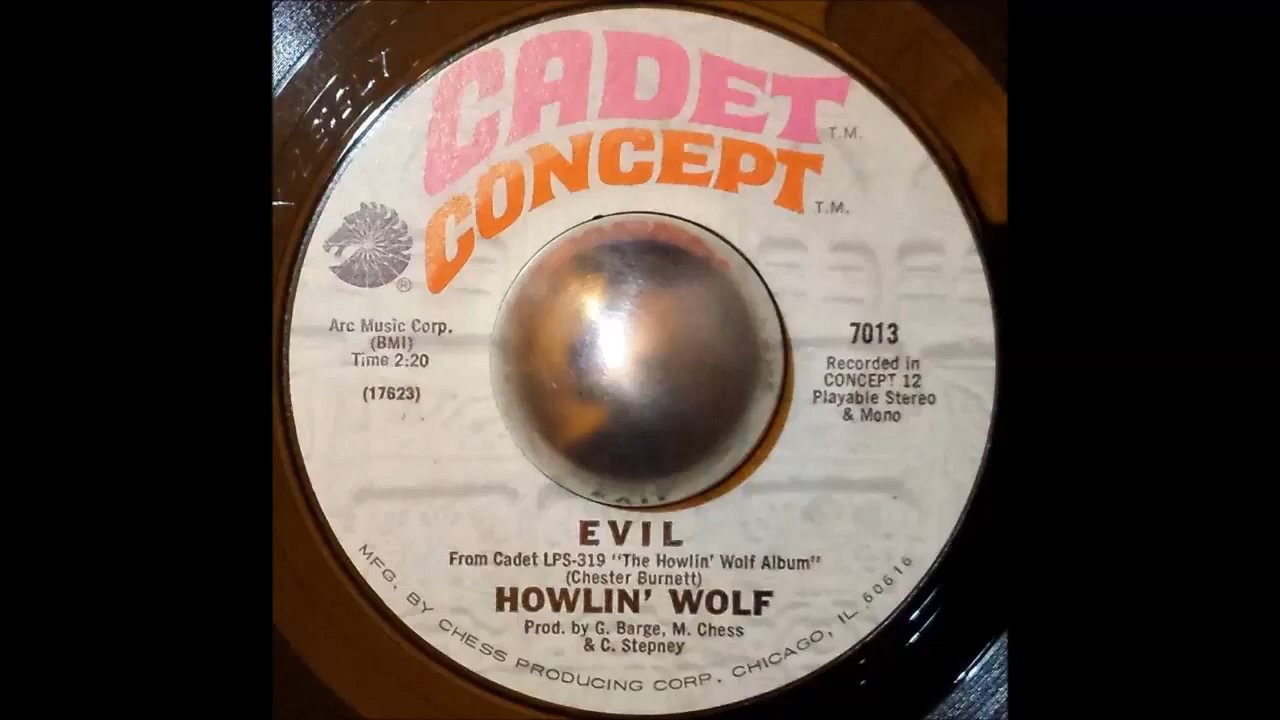 CADET T.M.
CONCEPT T.M.
®
Arc Music Corp.
(BMI)
Time 2:20
(17623)
7013
Recorded in
CONCEPT 12
Playable Stereo
& Mono
EVIL
From Cadet LPS-319 "The Howlin' Wolf Album"
(Chester Burnett)
HOWLIN' WOLF
Prod. by G. Barge, M. Chess
& C. Stepney
MFG. BY CHESS PRODUCING CORP. CHICAGO, IL 60616